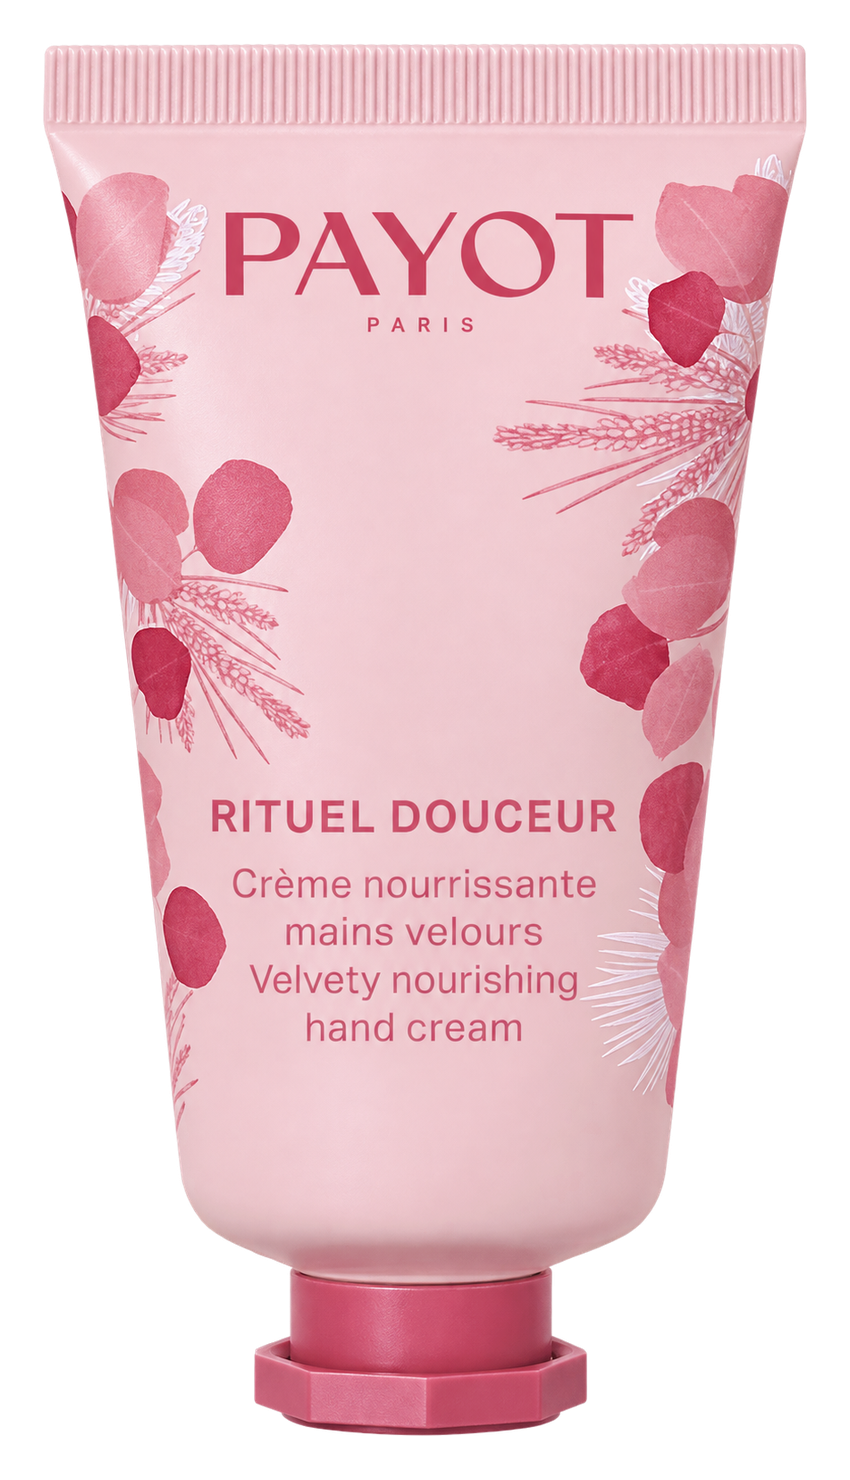 PAYOT
PARIS
RITUEL DOUCEUR
Crème nourrissante
mains velours
Velvety nourishing
hand cream